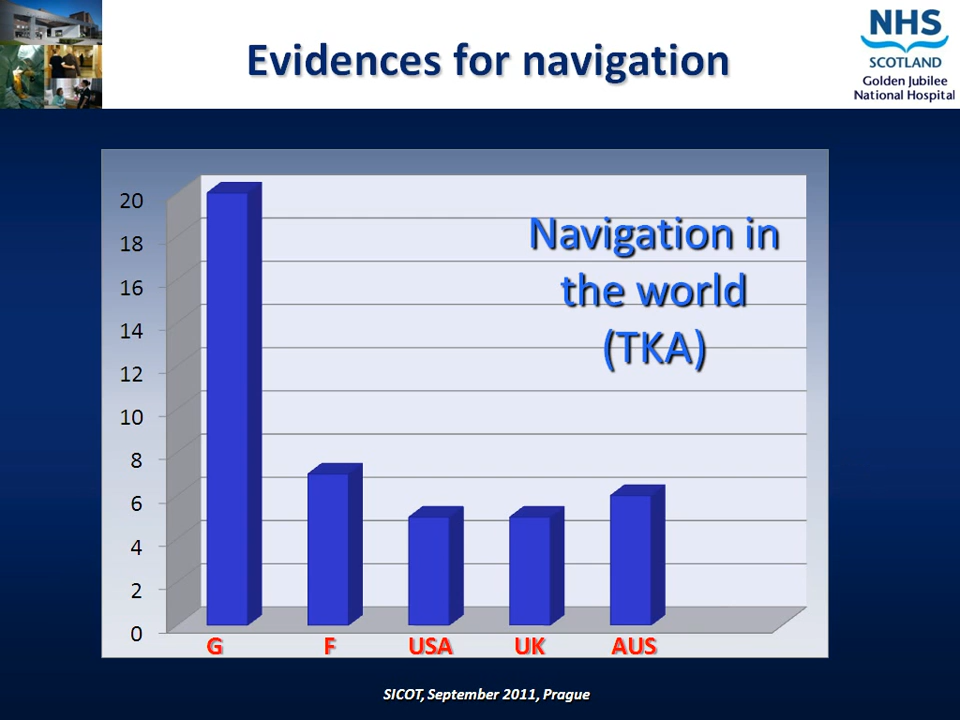 Evidences for navigation
NHS
SCOTLAND
Golden Jubilee
National Hospital
Navigation in
the world
(TKA)
20
18
16
14
12
10
8
6
4
2
0
G F USA UK AUS
SICOT, September 2011, Prague